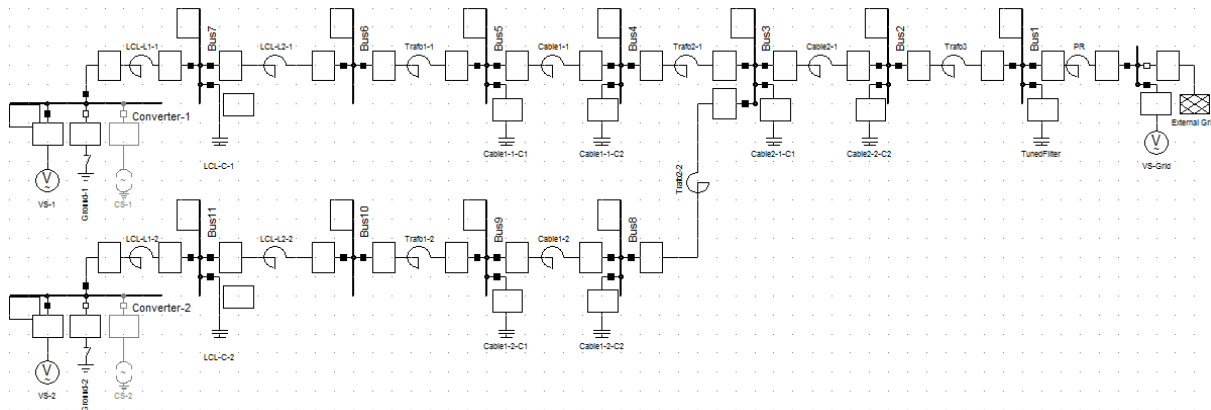 LCL-L1-1
Bus7
LCL-L2-1
Bus6
Trafo1-1
Bus5
Cable1-1
Bus4
Trafo2-1
Bus3
Cable2-1
Bus2
Trafo3
Bus1
PR
External Gri
Converter-1
VS-1
Ground-1
CS-1
LCL-C-1
Cable1-1-C1
Cable1-1-C2
Cable2-1-C1
Cable2-2-C2
TunedFilter
VS-Grid
Trafo2-2
LCL-L1-2
Bus11
LCL-L2-2
Bus10
Trafo1-2
Bus9
Cable1-2
Bus8
Converter-2
VS-2
Ground-2
CS-2
LCL-C-2
Cable1-2-C1
Cable1-2-C2
V
V
V